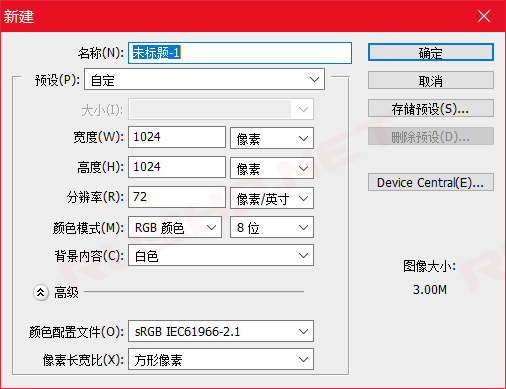 新建
名称(N): 未标题-1
确定
预设(P): 自定
取消
大小(I):
存储预设(S)...
宽度(W): 1024 像素
删除预设(D)...
高度(H): 1024 像素
分辨率(R): 72 像素/英寸
Device Central(E)...
颜色模式(M): RGB 颜色 8 位
背景内容(C): 白色
图像大小:
3.00M
高级
颜色配置文件(O): sRGB IEC61966-2.1
像素长宽比(X): 方形像素